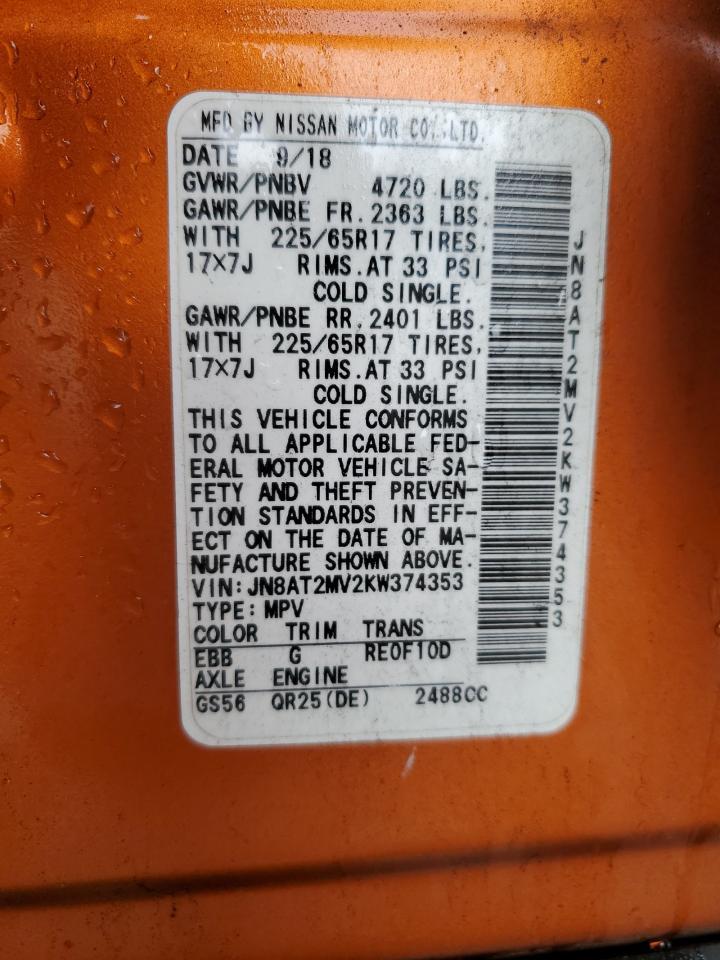 MFD BY NISSAN MOTOR CO.,LTD.
DATE 9/18
GVWR/PNBV 4720 LBS.
GAWR/PNBE FR. 2363 LBS.
WITH 225/65R17 TIRES,
17X7J RIMS.AT 33 PSI
COLD SINGLE.
GAWR/PNBE RR. 2401 LBS.
WITH 225/65R17 TIRES,
17X7J RIMS.AT 33 PSI
COLD SINGLE.
THIS VEHICLE CONFORMS
TO ALL APPLICABLE FED-
ERAL MOTOR VEHICLE SA-
FETY AND THEFT PREVEN-
TION STANDARDS IN EFF-
ECT ON THE DATE OF MA-
NUFACTURE SHOWN ABOVE.
VIN:JN8AT2MV2KW374353
TYPE:MPV
COLOR TRIM TRANS
EBB G RE0F10D
AXLE ENGINE
GS56 QR25(DE) 2488CC
JN8AT2MV2KW374353